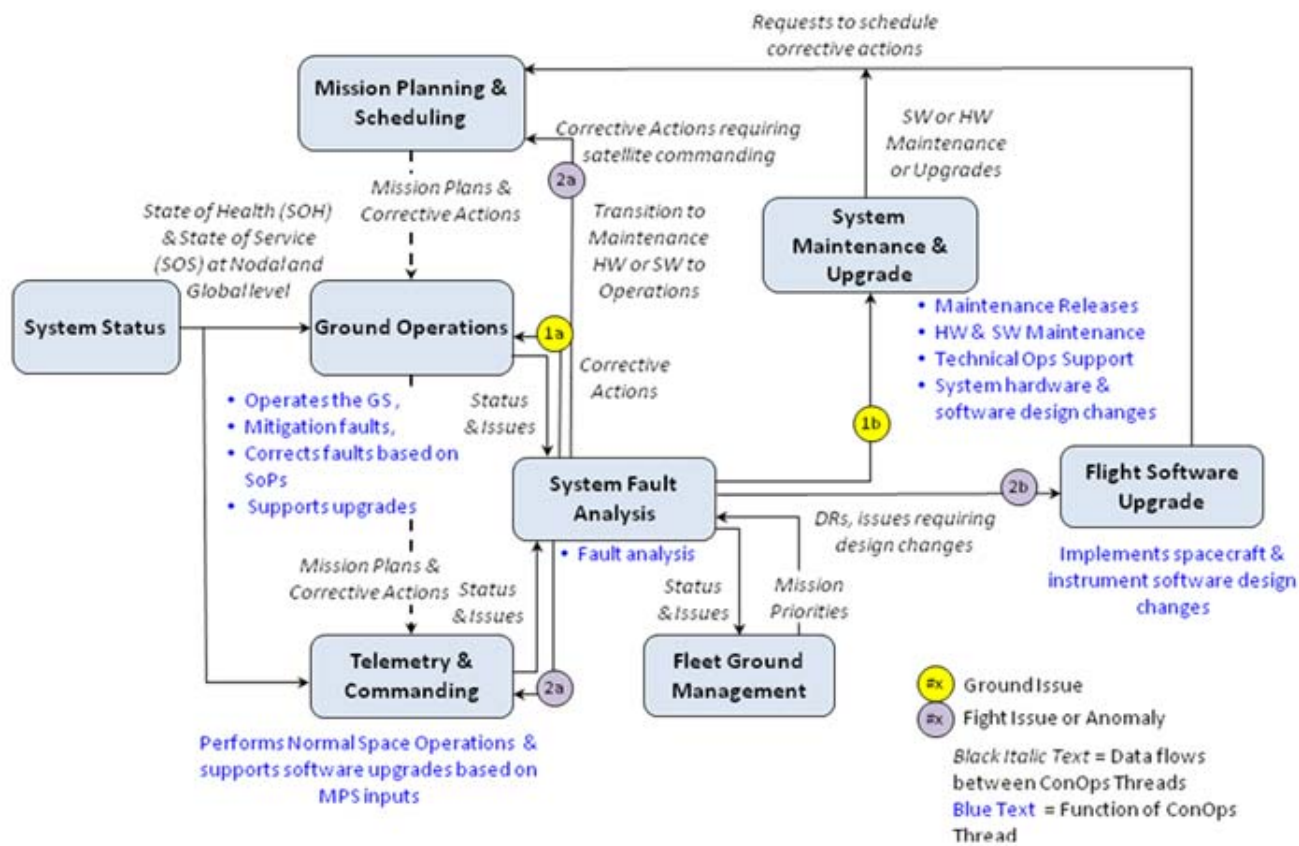 Requests to schedule
corrective actions
Mission Planning &
Scheduling
Corrective Actions requiring
satellite commanding
SW or HW
Maintenance
or Upgrades
2a
Mission Plans &
Corrective Actions
State of Health (SOH)
& State of Service
(SOS) at Nodal and
Global level
Transition to
Maintenance
HW or SW to
Operations
System
Maintenance &
Upgrade
System Status
Ground Operations
1a
• Maintenance Releases
• HW & SW Maintenance
• Technical Ops Support
• System hardware &
software design changes
Corrective
Actions
• Operates the GS ,
• Mitigation faults,
• Corrects faults based on
SoPs
• Supports upgrades
Status
& Issues
1b
System Fault
Analysis
2b
Flight Software
Upgrade
DRs, issues requiring
design changes
• Fault analysis
Implements spacecraft &
instrument software design
changes
Mission Plans &
Corrective Actions
Status
& Issues
Status
& Issues
Mission
Priorities
Telemetry &
Commanding
2a
Fleet Ground
Management
Performs Normal Space Operations &
supports software upgrades based on
MPS inputs
#x Ground Issue
#x Fight Issue or Anomaly
Black Italic Text = Data flows
between ConOps Threads
Blue Text = Function of ConOps
Thread